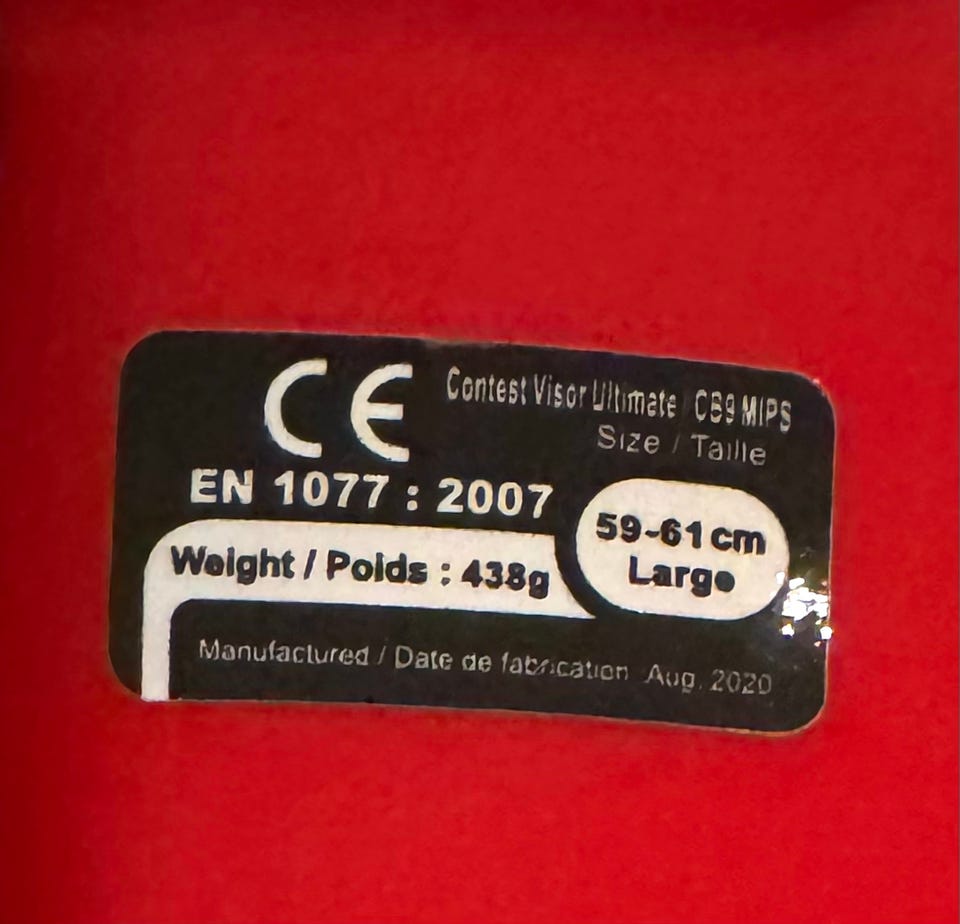 CE
Contest Visor Ultimate / CB9 MIPS
Size / Taille
EN 1077 : 2007
59-61cm
Large
Weight / Poids : 438g
Manufactured / Date de fabrication Aug. 2020